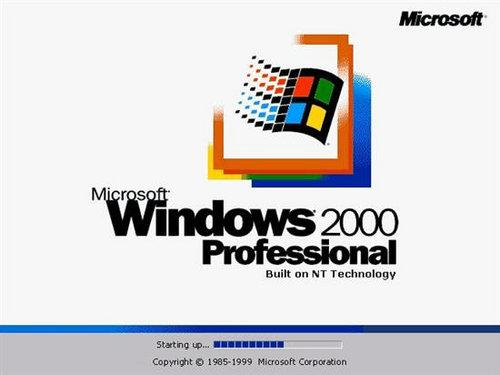 Microsoft®
Microsoft®
Windows® 2000
Professional
Built on NT Technology
Starting up...
Copyright © 1985-1999 Microsoft Corporation